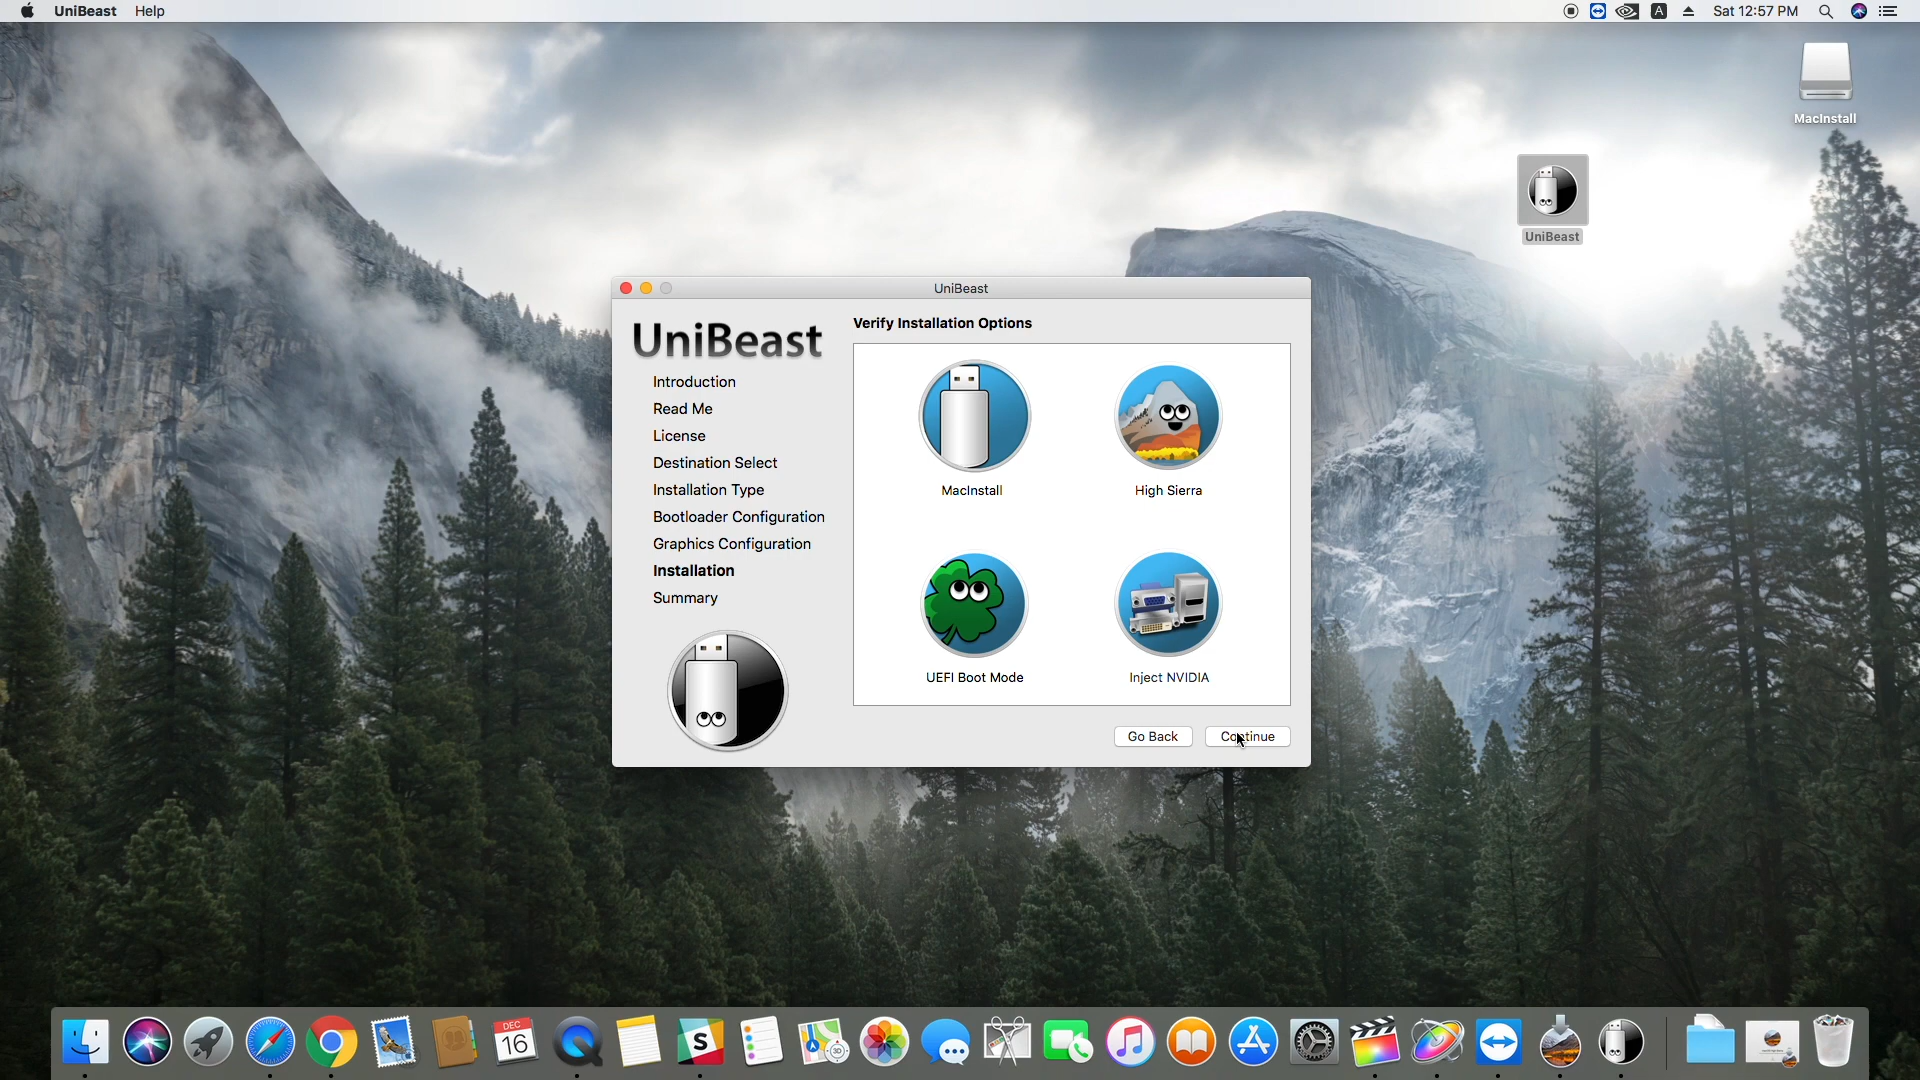 UniBeast Help
A
Sat 12:57 PM
MacInstall
UniBeast
UniBeast
UniBeast
Introduction
Read Me
License
Destination Select
Installation Type
Bootloader Configuration
Graphics Configuration
Installation
Summary
Verify Installation Options
MacInstall
High Sierra
UEFI Boot Mode
Inject NVIDIA
Go Back
Continue
DEC
16
S
3D